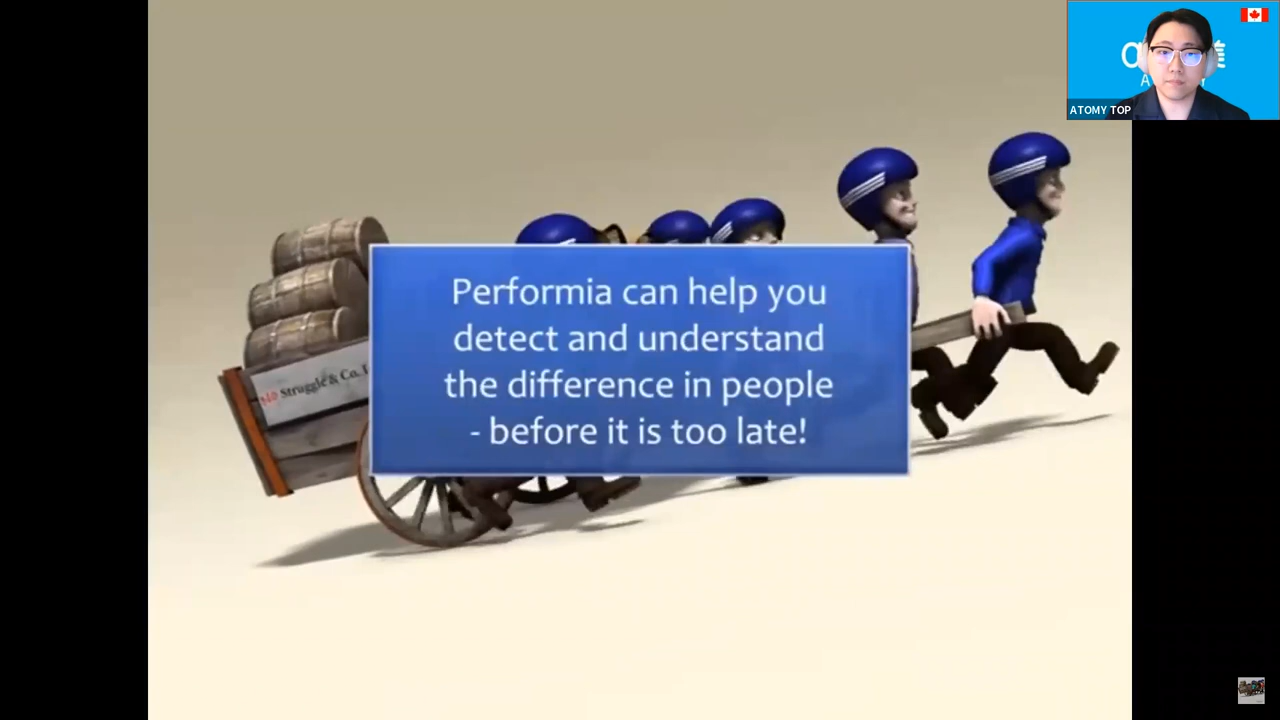 Performia can help you
detect and understand
the difference in people
- before it is too late!
No Struggle & Co.
ATOMY TOP